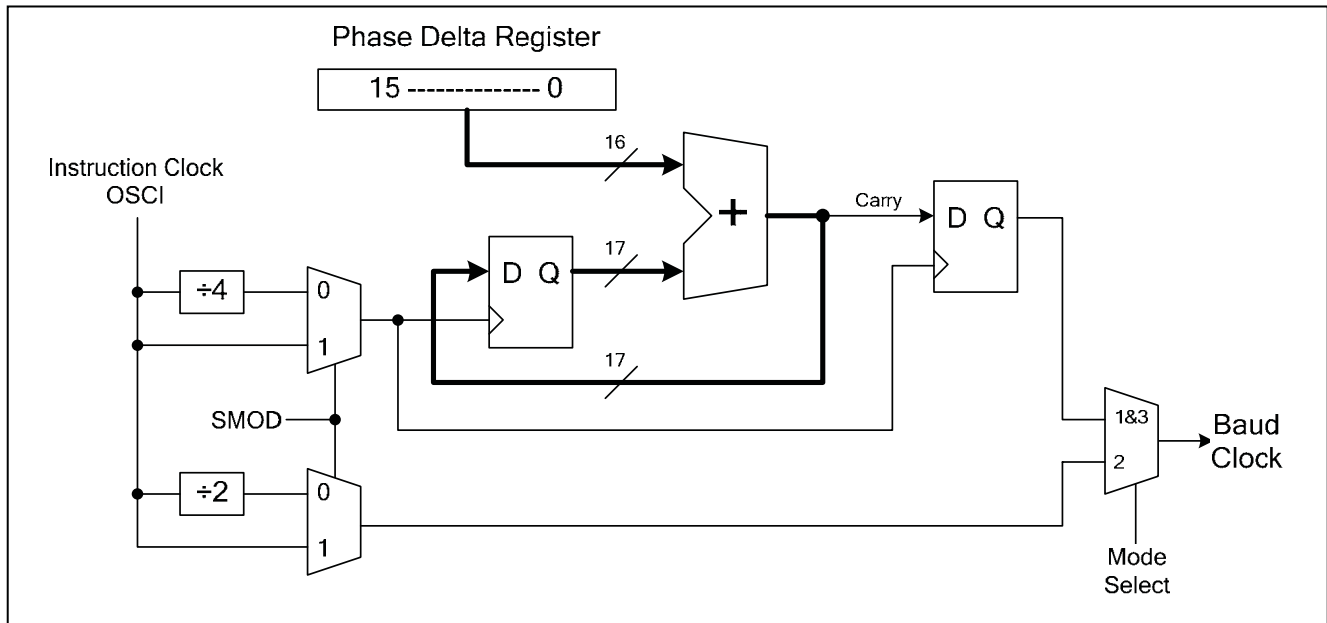 Phase Delta Register
15 -------------- 0
16
Instruction Clock
OSCI
Carry
D Q
+
17
D Q
÷4
0
1
17
SMOD
1&3
Baud
Clock
2
÷2
0
1
Mode
Select